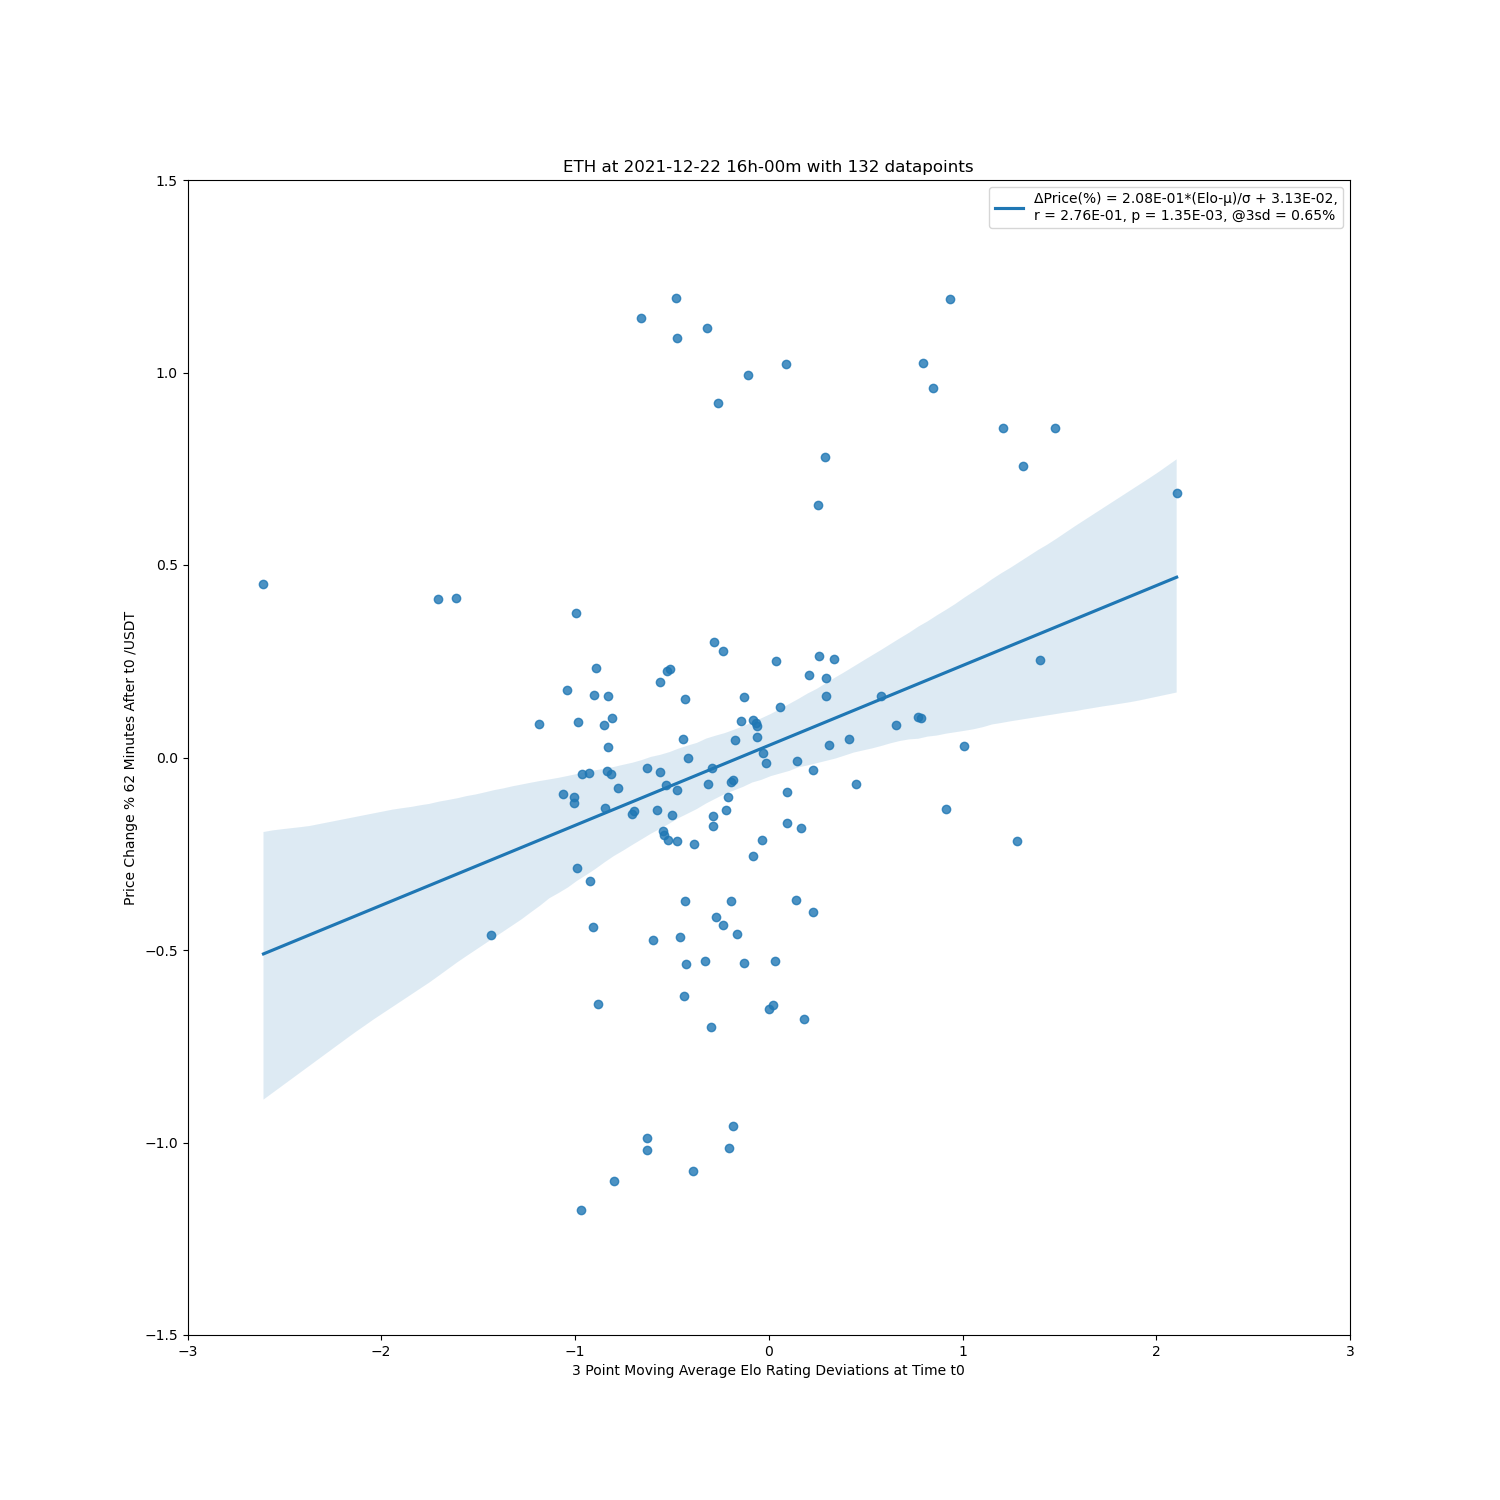 ETH at 2021-12-22 16h-00m with 132 datapoints
ΔPrice(%) = 2.08E-01*(Elo-μ)/σ + 3.13E-02,
r = 2.76E-01, p = 1.35E-03, @3sd = 0.65%
Price Change % 62 Minutes After t0 /USDT
1.5
1.0
0.5
0.0
−0.5
−1.0
−1.5
−3 −2 −1 0 1 2 3
3 Point Moving Average Elo Rating Deviations at Time t0